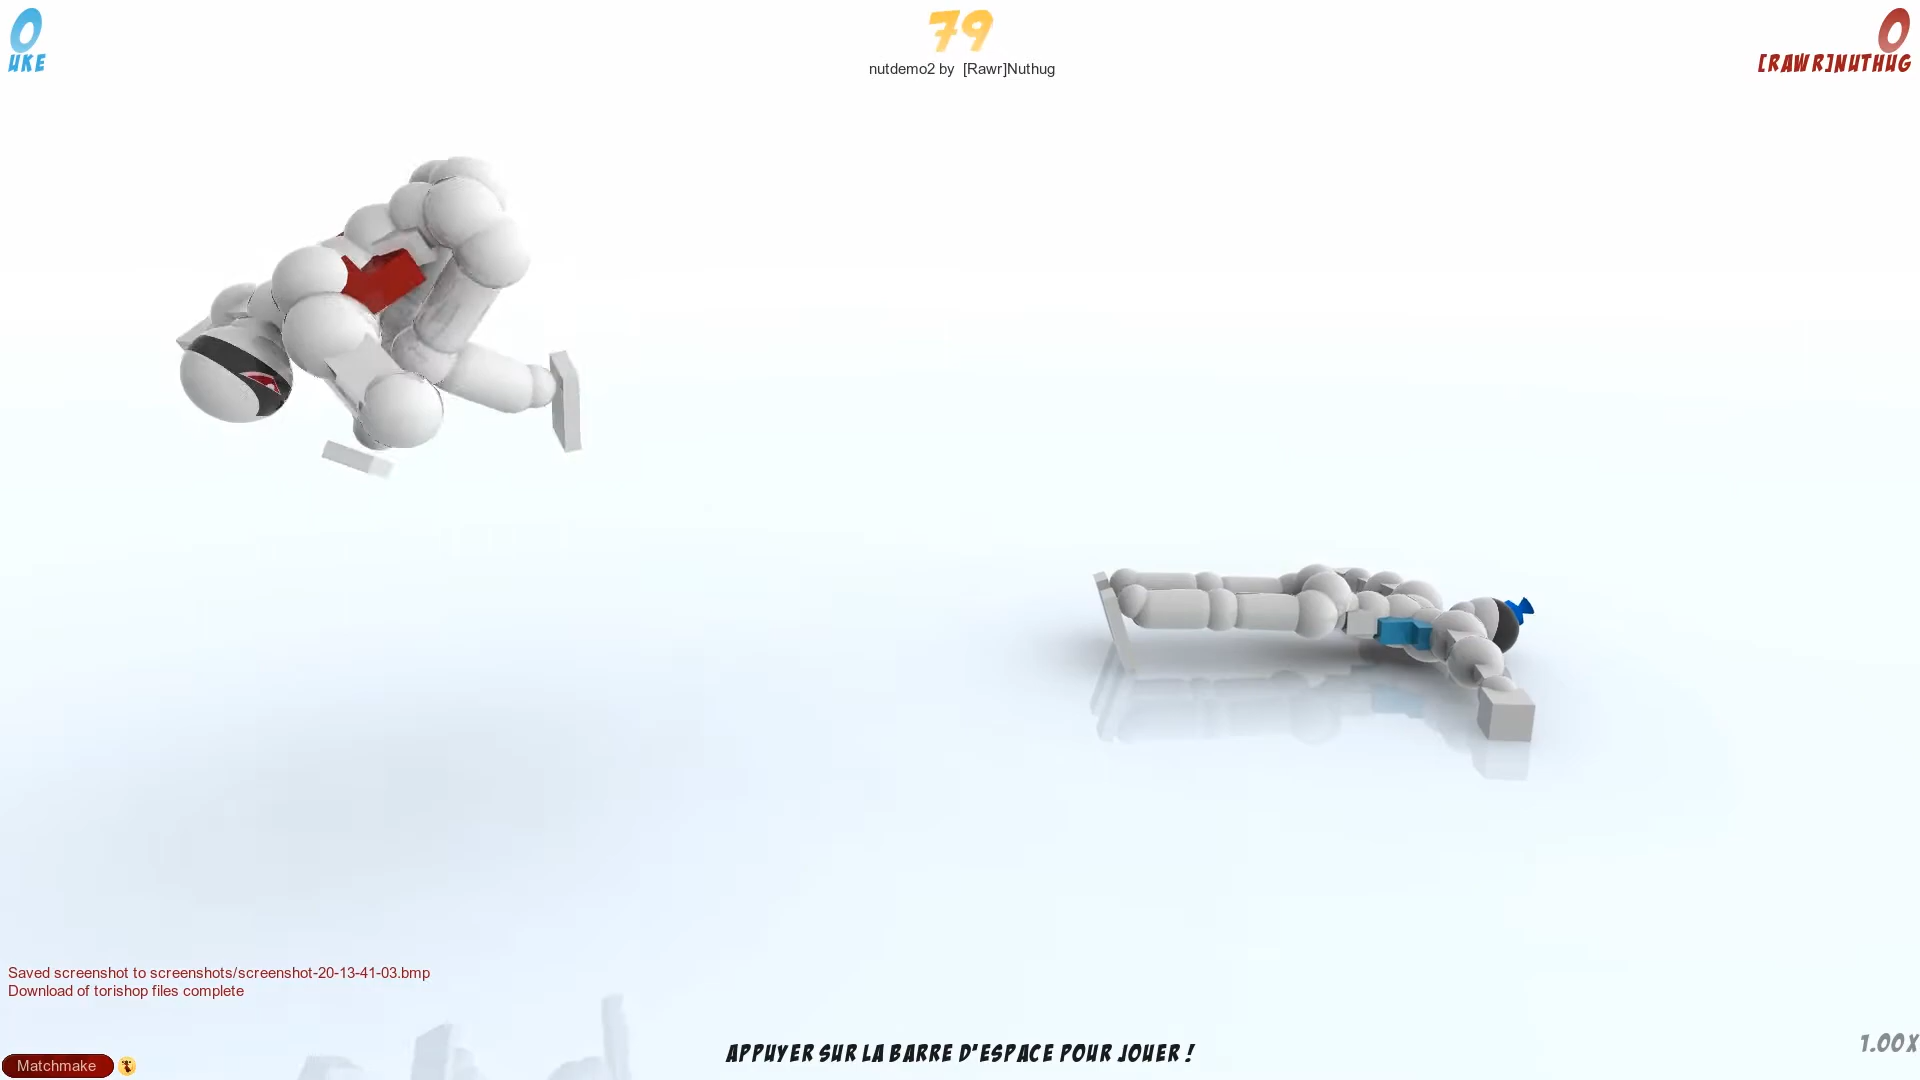 0
UKE
79
nutdemo2 by [Rawr]Nuthug
0
[RAWR]NUTHUG
Saved screenshot to screenshots/screenshot-20-13-41-03.bmp
Download of torishop files complete
APPUYER SUR LA BARRE D'ESPACE POUR JOUER !
1.00X
Matchmake